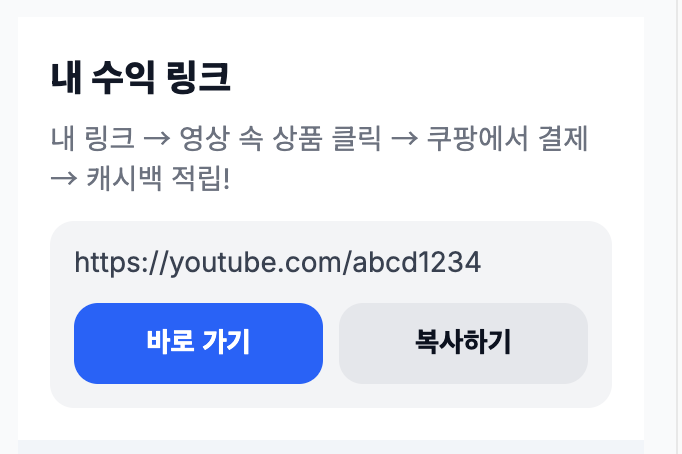 내 수익 링크
내 링크 → 영상 속 상품 클릭 → 쿠팡에서 결제
→ 캐시백 적립!
https://youtube.com/abcd1234
바로 가기
복사하기